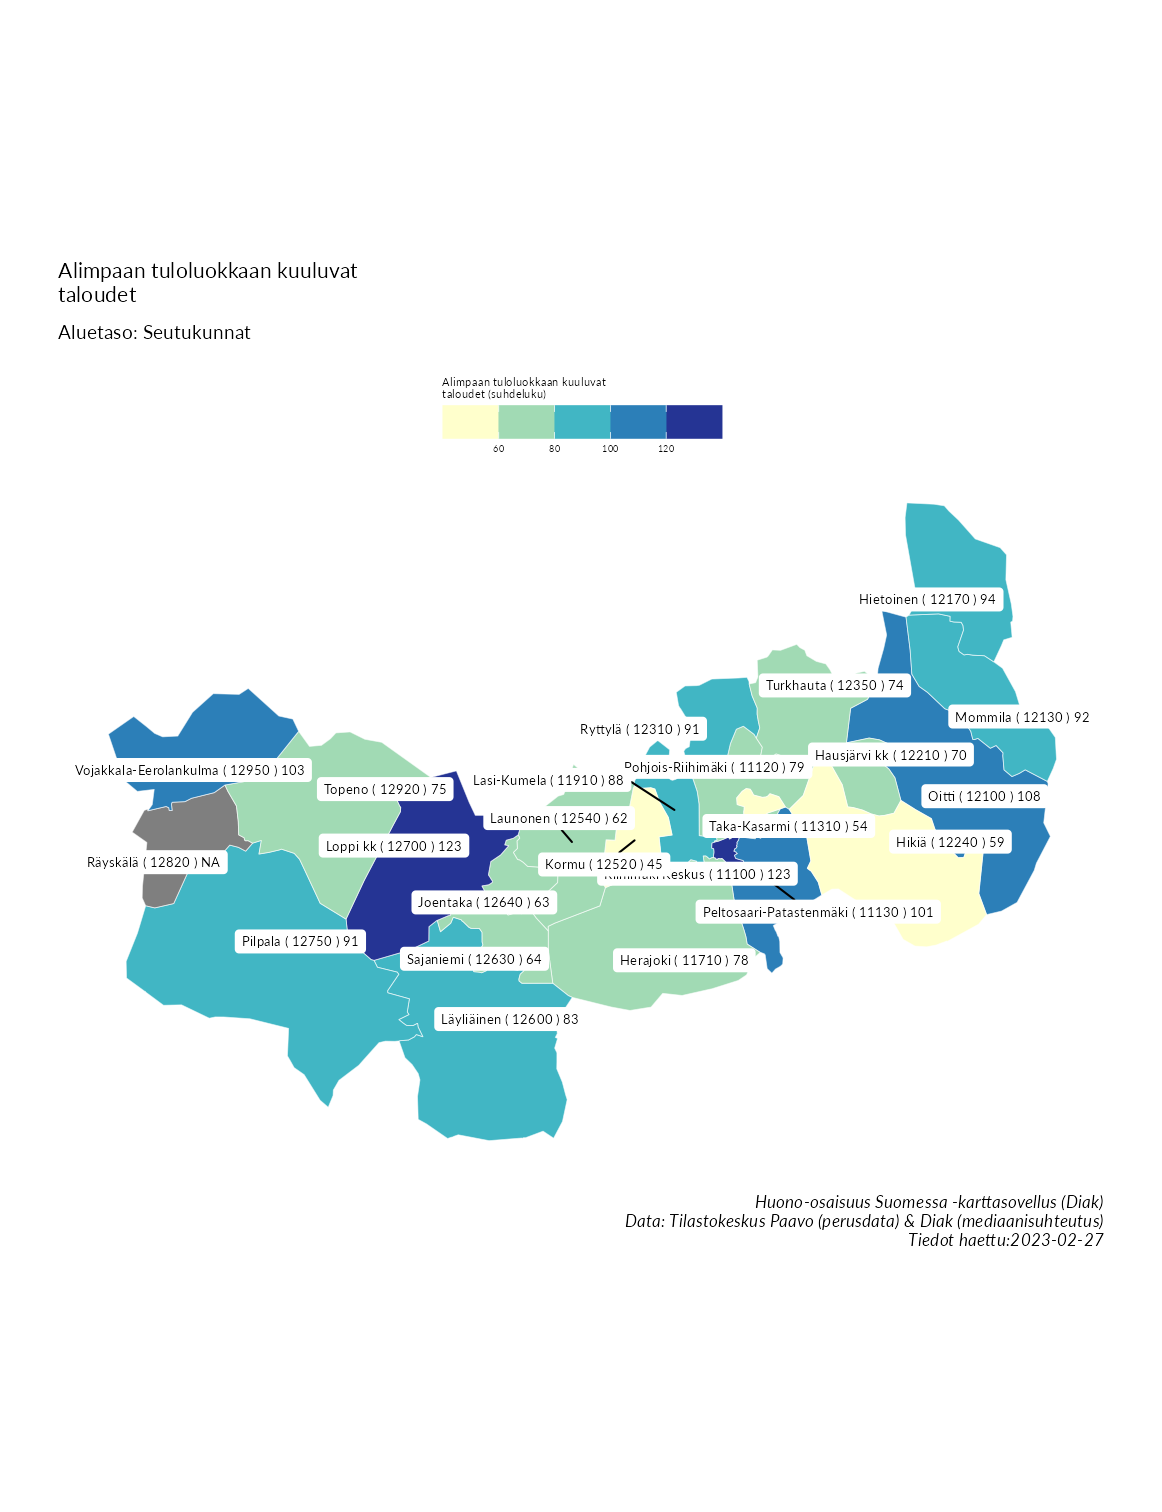 Alimpaan tuloluokkaan kuuluvat
taloudet
Aluetaso: Seutukunnat
Alimpaan tuloluokkaan kuuluvat
taloudet (suhdeluku)
60 80 100 120
Hietoinen ( 12170 ) 94
Turkhauta ( 12350 ) 74
Mommila ( 12130 ) 92
Ryttylä ( 12310 ) 91
Hausjärvi kk ( 12210 ) 70
Vojakkala-Eerolankulma ( 12950 ) 103
Pohjois-Riihimäki ( 11120 ) 79
Lasi-Kumela ( 11910 ) 88
Topeno ( 12920 ) 75
Oitti ( 12100 ) 108
Launonen ( 12540 ) 62
Taka-Kasarmi ( 11310 ) 54
Loppi kk ( 12700 ) 123
Hikiä ( 12240 ) 59
Räyskälä ( 12820 ) NA
Kormu ( 12520 ) 45
Keskus ( 11100 ) 123
Joentaka ( 12640 ) 63
Peltosaari-Patastenmäki ( 11130 ) 101
Pilpala ( 12750 ) 91
Sajaniemi ( 12630 ) 64
Herajoki ( 11710 ) 78
Läyliäinen ( 12600 ) 83
Huono-osaisuus Suomessa -karttasovellus (Diak)
Data: Tilastokeskus Paavo (perusdata) & Diak (mediaanisuhteutus)
Tiedot haettu:2023-02-27